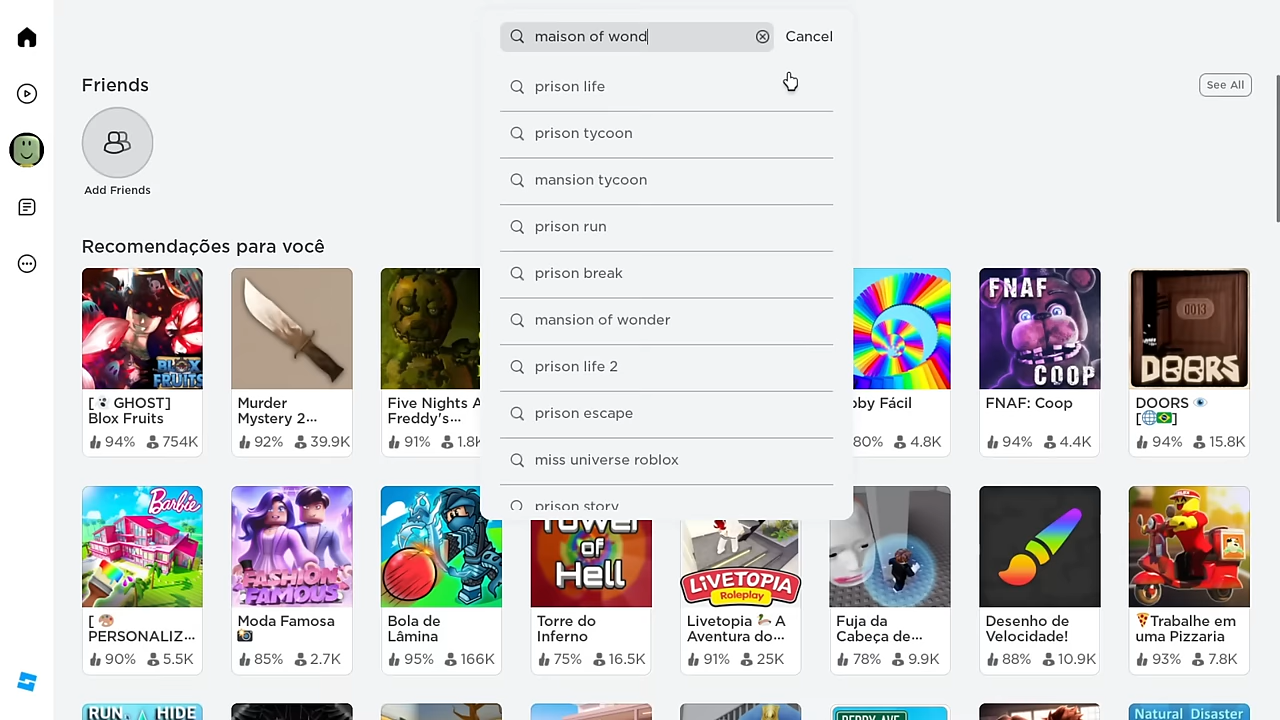 maison of wond
Cancel
prison life
prison tycoon
mansion tycoon
prison run
prison break
mansion of wonder
prison life 2
prison escape
miss universe roblox
prison story
Friends
See All
Add Friends
Recomendações para você
BLOX
FRUITS
FNAF
COOP
0013
DOORS
[👻 GHOST]
Blox Fruits
94% 754K
Murder
Mystery 2...
92% 39.9K
Five Nights A
Freddy's...
91% 1.8K
bby Fácil
80% 4.8K
FNAF: Coop
94% 4.4K
DOORS 👁️
[🌐🇧🇷]
94% 15.8K
Barbie
FASHION
FAMOUS
TOWER
OF
HELL
LIVETOPIA
Roleplay
[ 🎨
PERSONALIZ...
90% 5.5K
Moda Famosa
📸
85% 2.7K
Bola de
Lâmina
95% 166K
Torre do
Inferno
75% 16.5K
Livetopia 🦆 A
Aventura do...
91% 25K
Fuja da
Cabeça de...
78% 9.9K
Desenho de
Velocidade!
88% 10.9K
🍕Trabalhe em
uma Pizzaria
93% 7.8K
RUN, HIDE
BERRY AVE
Natural Disaster